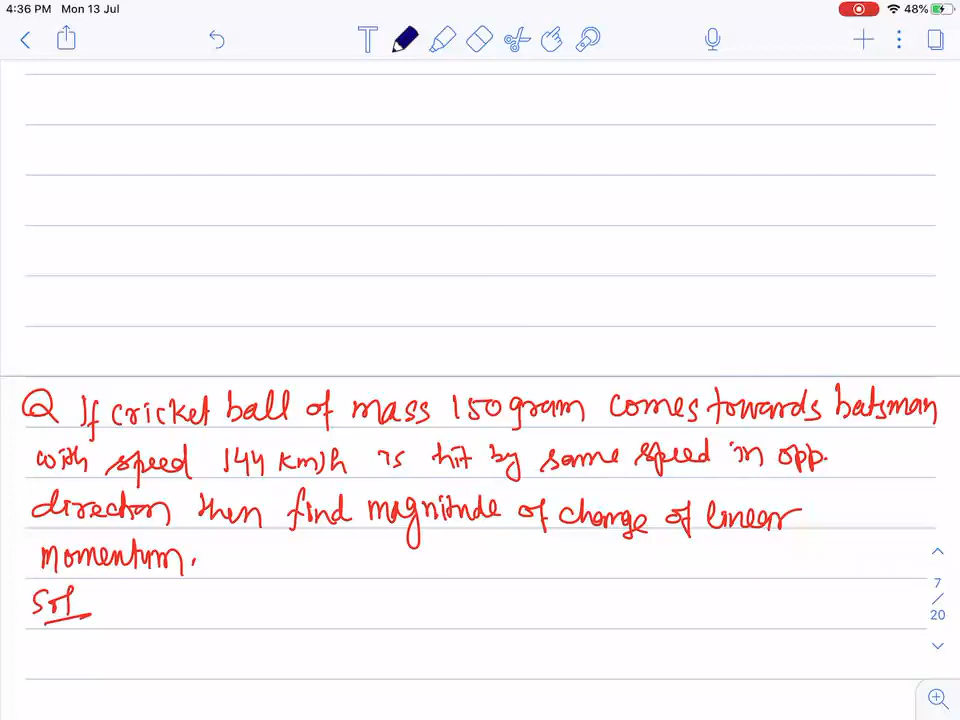 4:36 PM Mon 13 Jul 48%
T
Q If cricket ball of mass 150gram comes towards batsman
with speed 144 km/h is hit by same speed in opp.
direction then find magnitude of change of linear
momentum.
Sol
7
/
20